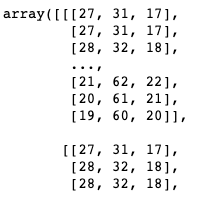 array([[[27, 31, 17],
[27, 31, 17],
[28, 32, 18],
...,
[21, 62, 22],
[20, 61, 21],
[19, 60, 20]],
[[27, 31, 17],
[28, 32, 18],
[28, 32, 18],